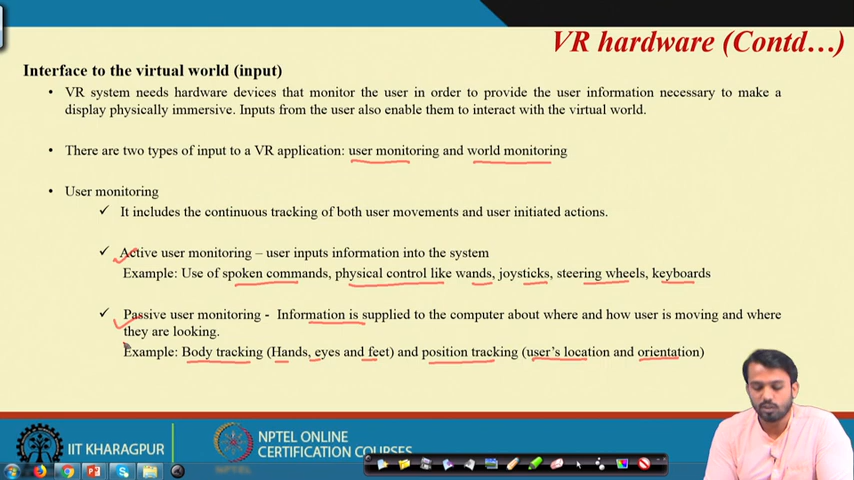 VR hardware (Contd…)
Interface to the virtual world (input)
• VR system needs hardware devices that monitor the user in order to provide the user information necessary to make a
display physically immersive. Inputs from the user also enable them to interact with the virtual world.
• There are two types of input to a VR application: user monitoring and world monitoring
• User monitoring
✓ It includes the continuous tracking of both user movements and user initiated actions.
✓ Active user monitoring – user inputs information into the system
Example: Use of spoken commands, physical control like wands, joysticks, steering wheels, keyboards
✓ Passive user monitoring - Information is supplied to the computer about where and how user is moving and where
they are looking.
Example: Body tracking (Hands, eyes and feet) and position tracking (user's location and orientation)
IIT KHARAGPUR
NPTEL ONLINE
CERTIFICATION COURSES
NPTEL